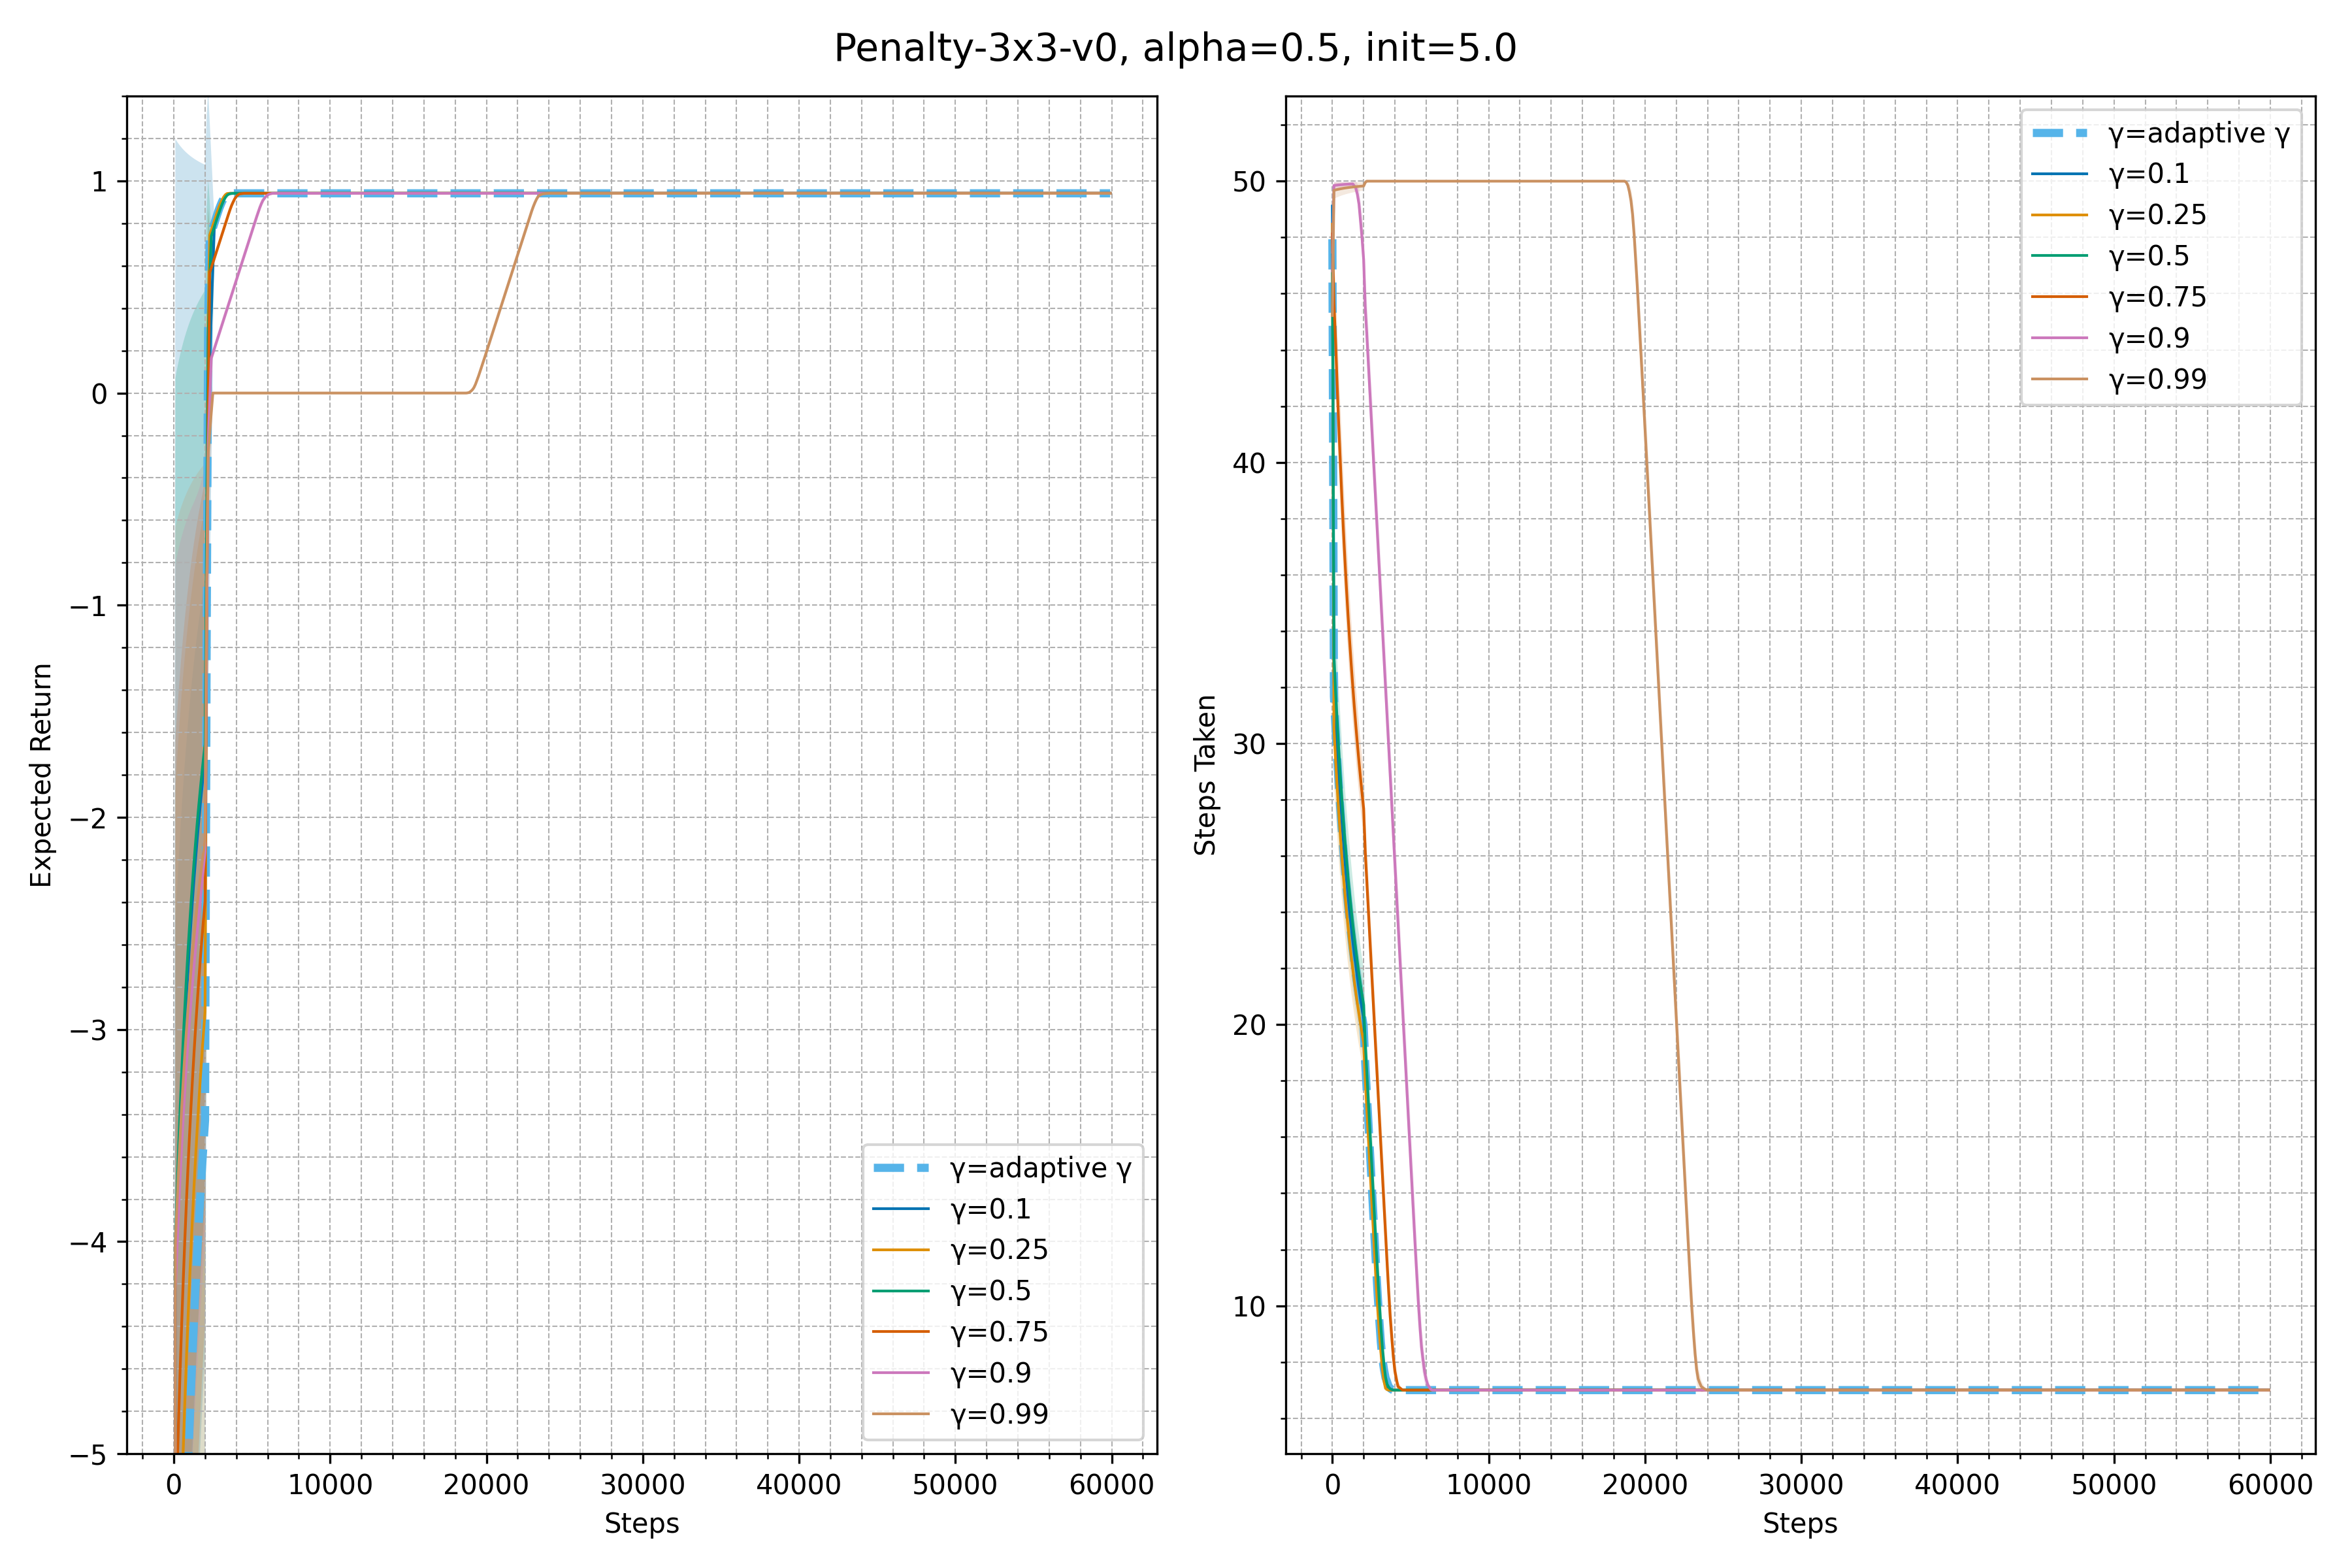 Penalty-3x3-v0, alpha=0.5, init=5.0
Expected Return
1
0
−1
−2
−3
−4
−5
0
10000
20000
30000
40000
50000
60000
Steps
γ=adaptive γ
γ=0.1
γ=0.25
γ=0.5
γ=0.75
γ=0.9
γ=0.99
Steps Taken
50
40
30
20
10
0
10000
20000
30000
40000
50000
60000
Steps
γ=adaptive γ
γ=0.1
γ=0.25
γ=0.5
γ=0.75
γ=0.9
γ=0.99